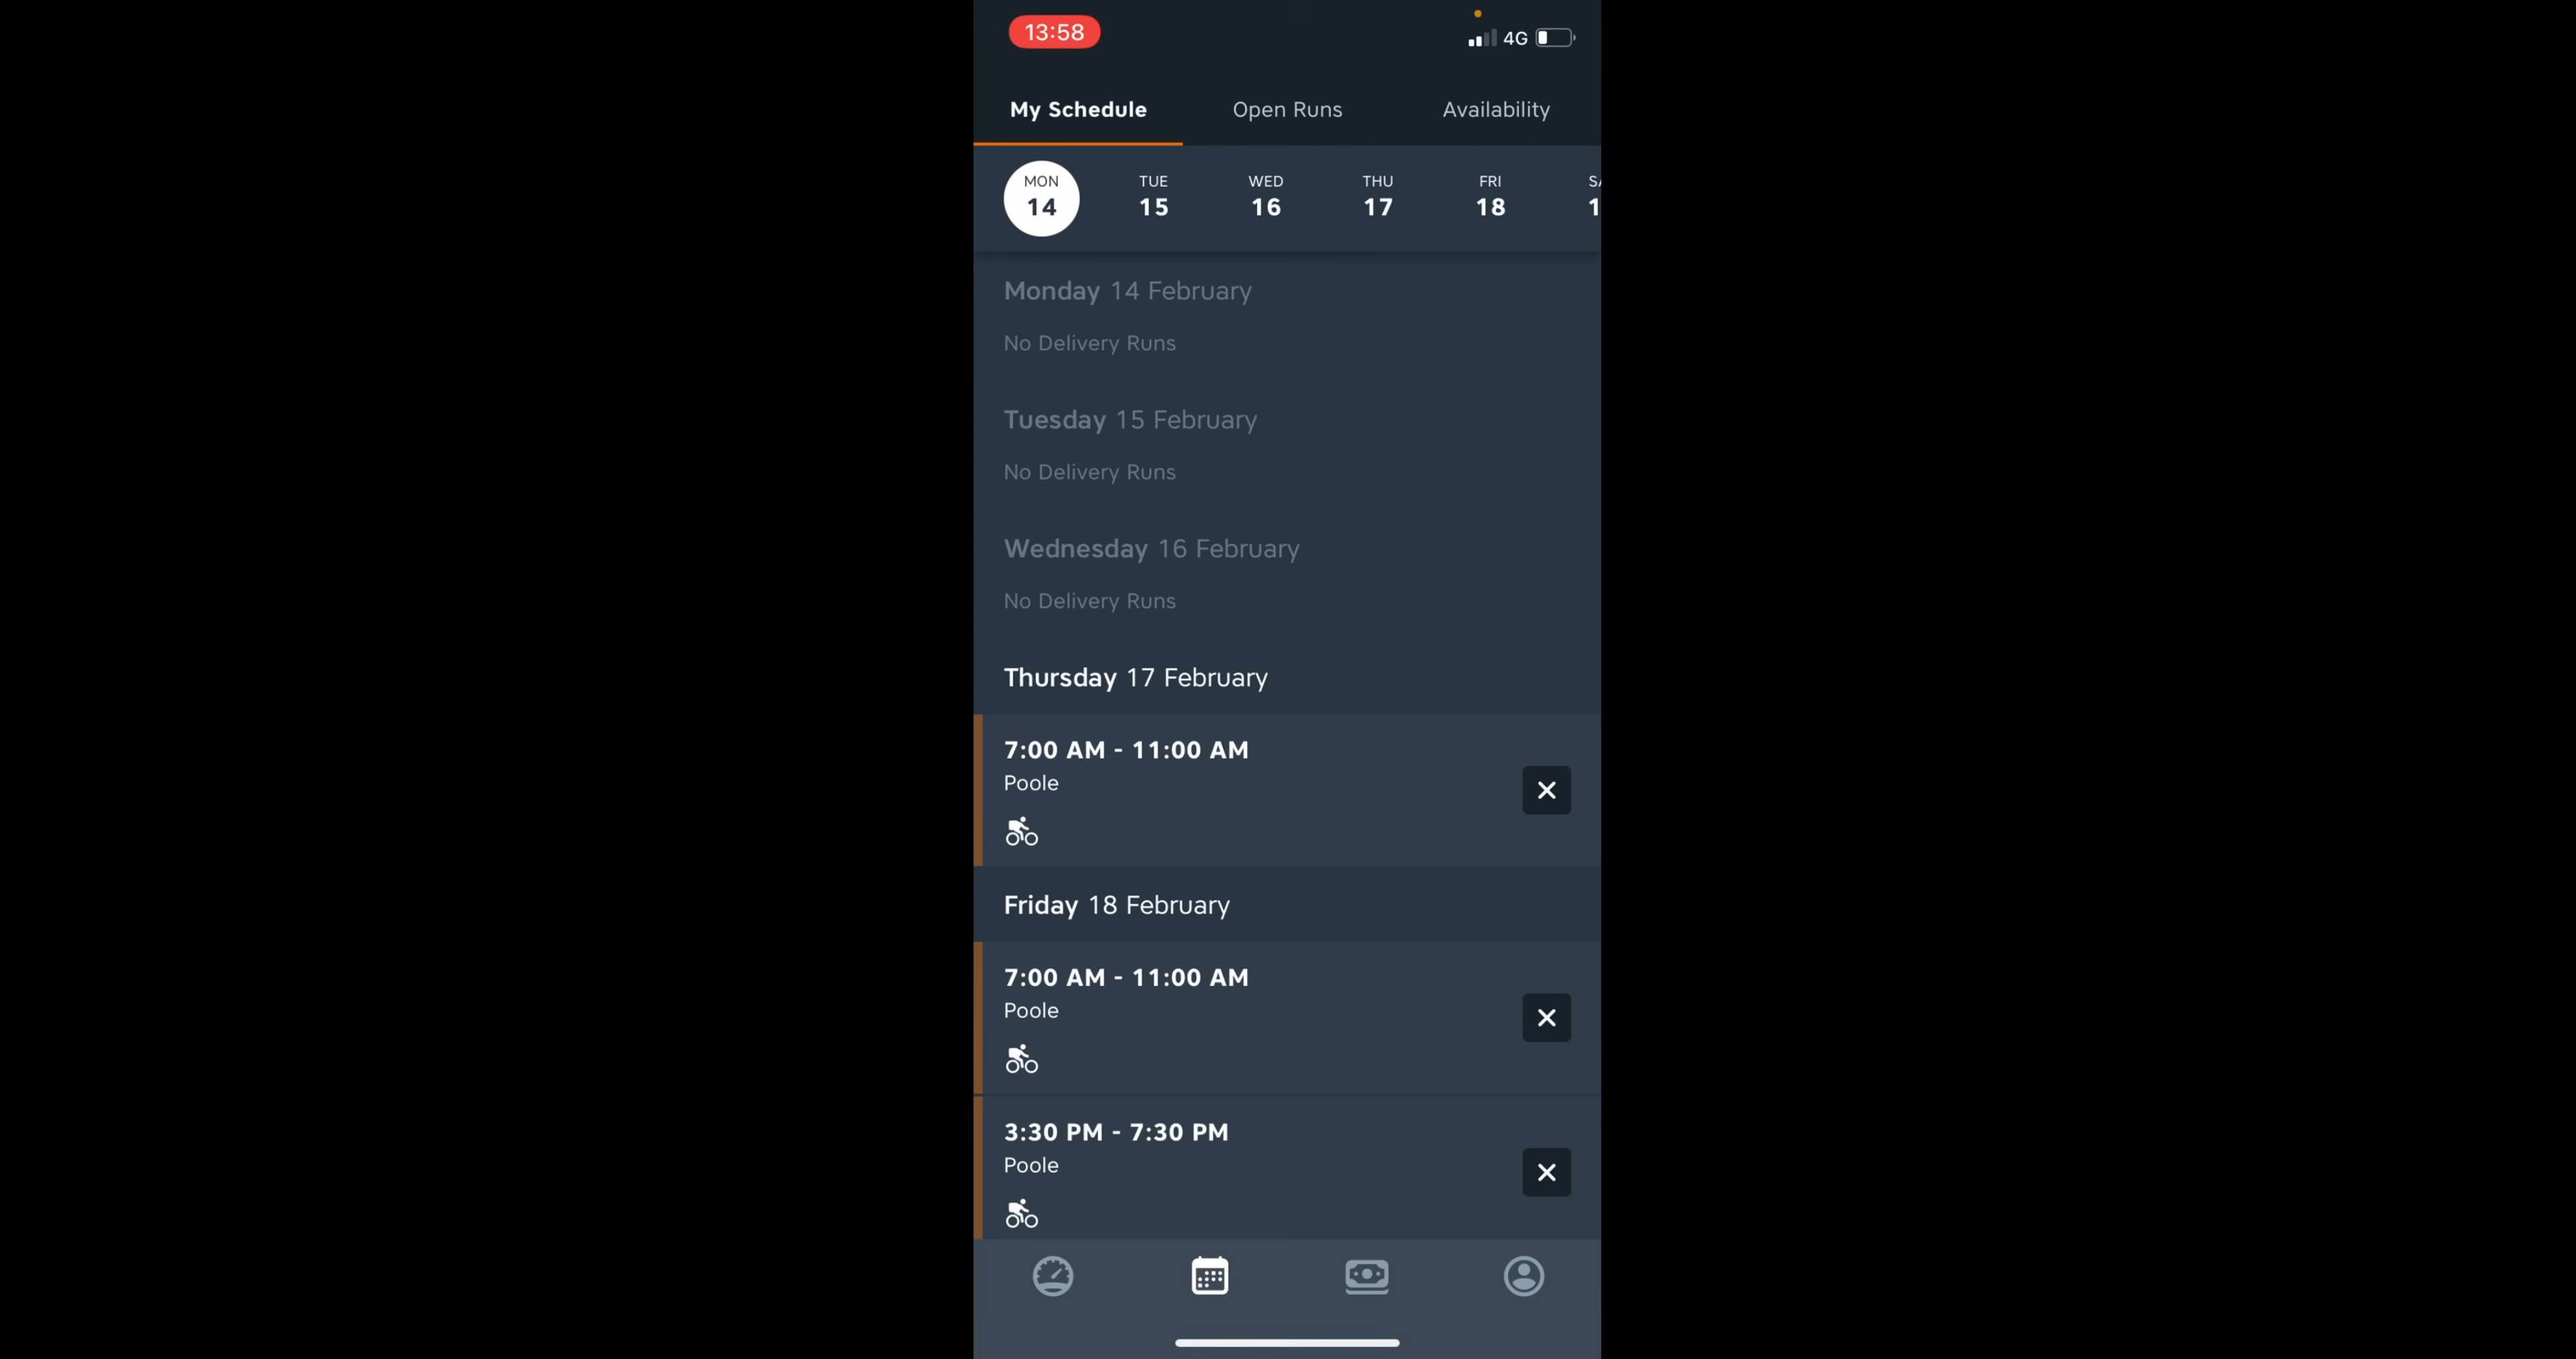 13:58
4G
My Schedule Open Runs Availability
MON TUE WED THU FRI
14 15 16 17 18
Monday 14 February
No Delivery Runs
Tuesday 15 February
No Delivery Runs
Wednesday 16 February
No Delivery Runs
Thursday 17 February
7:00 AM - 11:00 AM
Poole
Friday 18 February
7:00 AM - 11:00 AM
Poole
3:30 PM - 7:30 PM
Poole